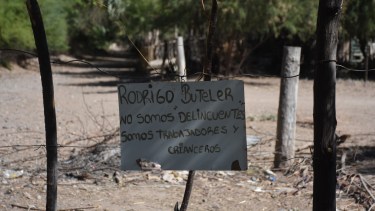 RODRIGO BUTELER
NO SOMOS DELINCUENTES
SOMOS TRABAJADORES Y
CRIANCEROS